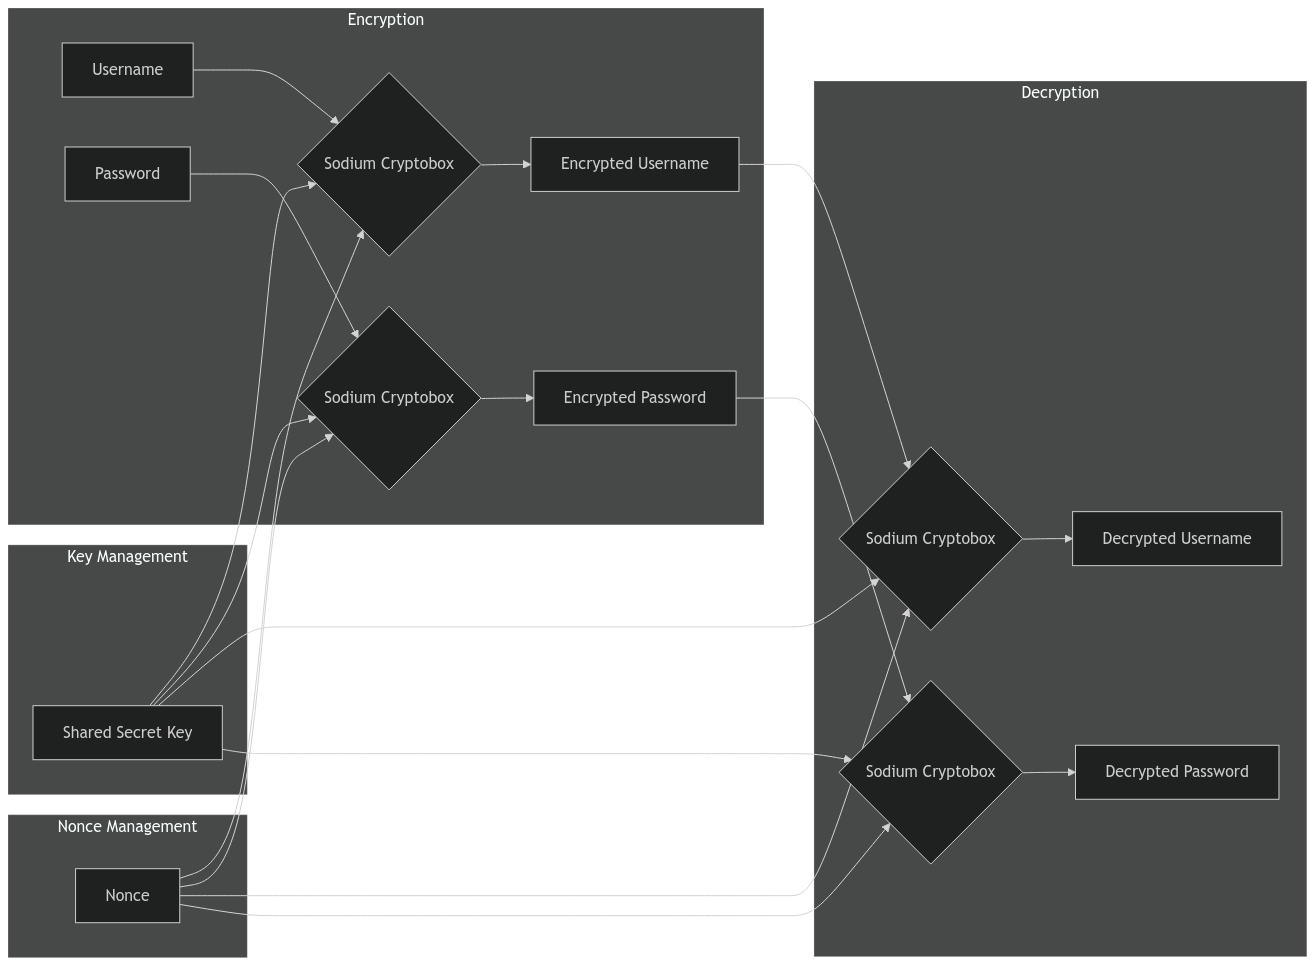 Encryption
Username
Password
Sodium Cryptobox
Encrypted Username
Sodium Cryptobox
Encrypted Password
Key Management
Shared Secret Key
Nonce Management
Nonce
Decryption
Sodium Cryptobox
Decrypted Username
Sodium Cryptobox
Decrypted Password